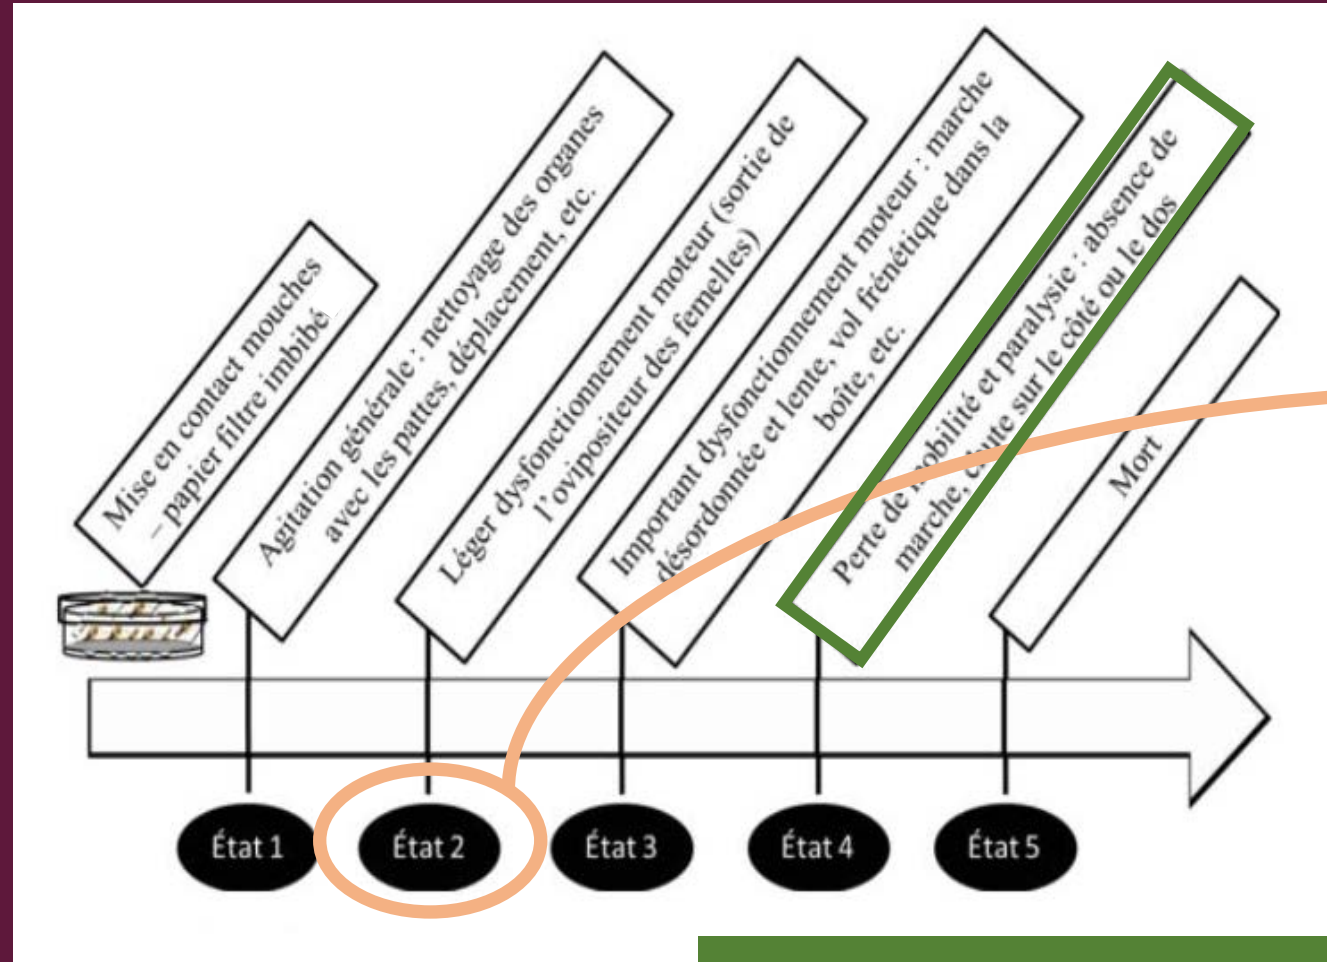 Mise en contact mouches
– papier filtre imbibé
Agitation générale : nettoyage des organes
avec les pattes, déplacement, etc.
Léger dysfonctionnement moteur (sortie de
l'ovipositeur des femelles)
Important dysfonctionnement moteur : marche
désordonnée et lente, vol frénétique dans la
boîte, etc.
Perte de mobilité et paralysie : absence de
marche, chute sur le côté ou le dos
Mort
État 1
État 2
État 3
État 4
État 5